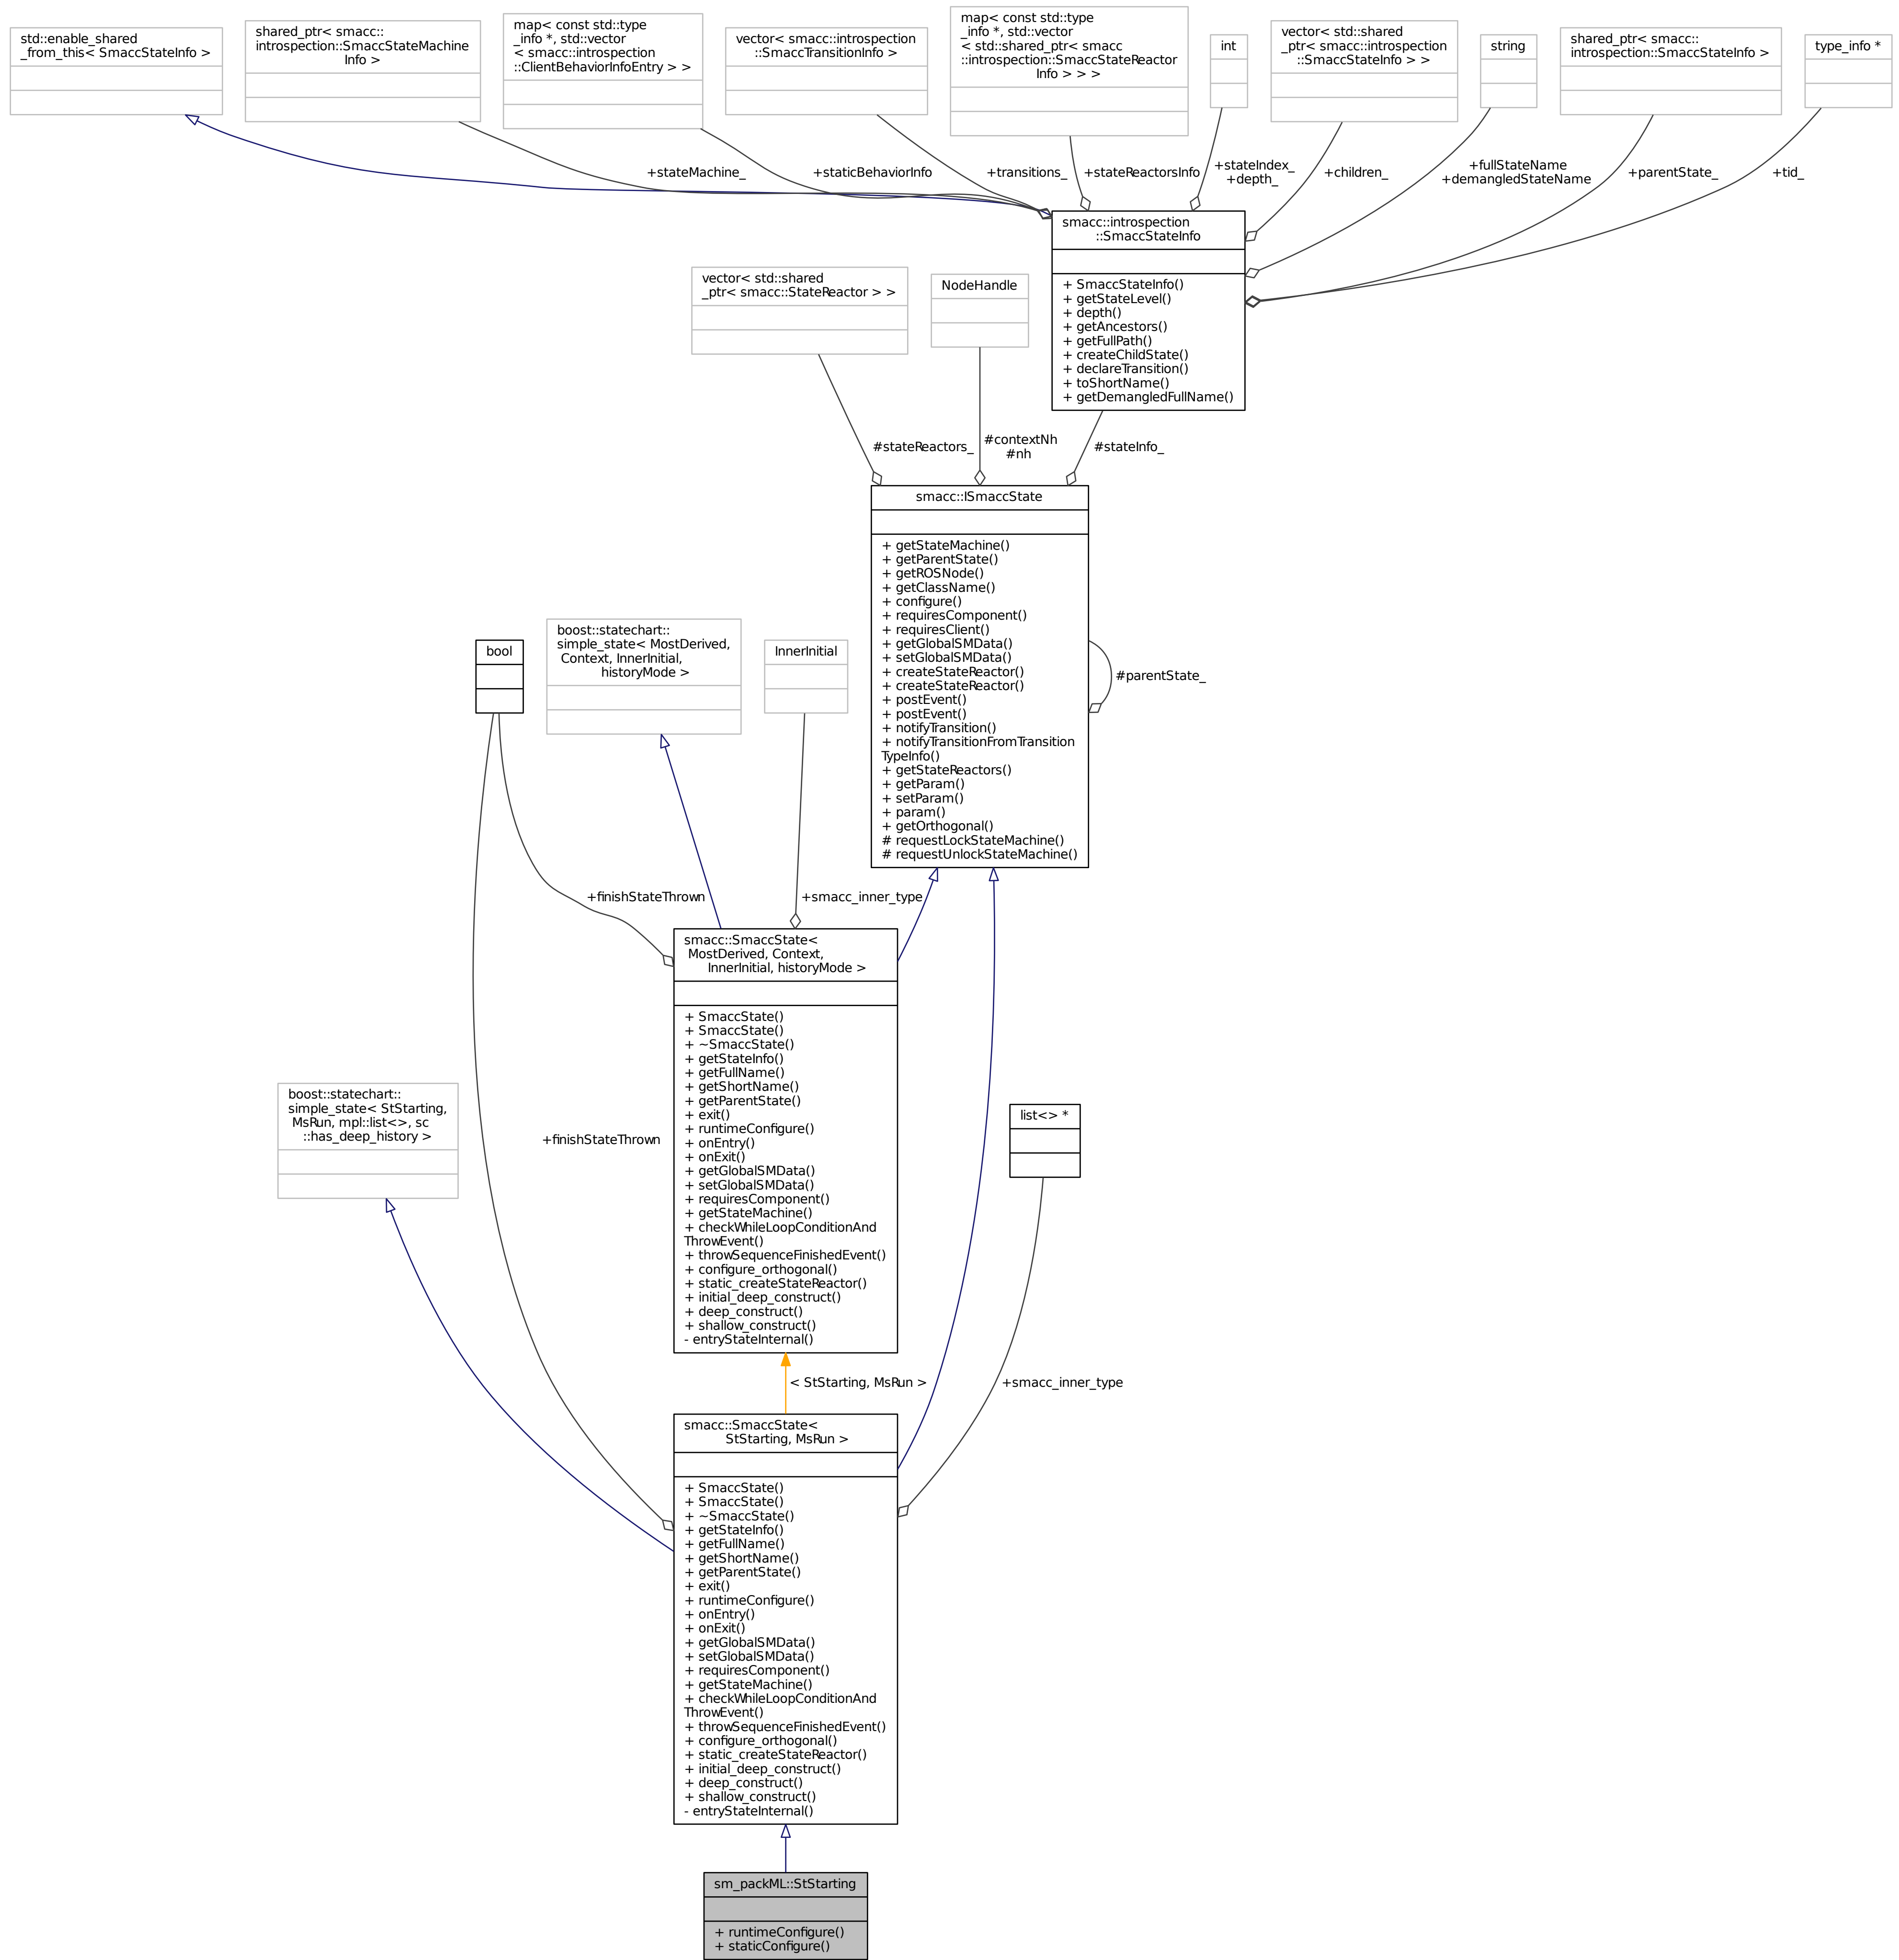 std::enable_shared
_from_this< SmaccStateInfo >
shared_ptr< smacc::
introspection::SmaccStateMachine
Info >
map< const std::type
_info *, std::vector
< smacc::introspection
::ClientBehaviorInfoEntry > >
vector< smacc::introspection
::SmaccTransitionInfo >
map< const std::type
_info *, std::vector
< std::shared_ptr< smacc
::introspection::SmaccStateReactor
Info > > >
int
vector< std::shared
_ptr< smacc::introspection
::SmaccStateInfo > >
string
shared_ptr< smacc::
introspection::SmaccStateInfo >
type_info *
+stateMachine_
+staticBehaviorInfo
+transitions_
+stateReactorsInfo
+stateIndex_
+depth_
+children_
+fullStateName
+demangledStateName
+parentState_
+tid_
smacc::introspection
::SmaccStateInfo
+ SmaccStateInfo()
+ getStateLevel()
+ depth()
+ getAncestors()
+ getFullPath()
+ createChildState()
+ declareTransition()
+ toShortName()
+ getDemangledFullName()
vector< std::shared
_ptr< smacc::StateReactor > >
NodeHandle
#stateReactors_
#contextNh
#nh
#stateInfo_
smacc::ISmaccState
+ getStateMachine()
+ getParentState()
+ getROSNode()
+ getClassName()
+ configure()
+ requiresComponent()
+ requiresClient()
+ getGlobalSMData()
+ setGlobalSMData()
+ createStateReactor()
+ createStateReactor()
+ postEvent()
+ postEvent()
+ notifyTransition()
+ notifyTransitionFromTransition
TypeInfo()
+ getStateReactors()
+ getParam()
+ setParam()
+ param()
+ getOrthogonal()
# requestLockStateMachine()
# requestUnlockStateMachine()
#parentState_
bool
boost::statechart::
simple_state< MostDerived,
Context, InnerInitial,
historyMode >
InnerInitial
+finishStateThrown
+smacc_inner_type
smacc::SmaccState<
MostDerived, Context,
InnerInitial, historyMode >
+ SmaccState()
+ SmaccState()
+ ~SmaccState()
+ getStateInfo()
+ getFullName()
+ getShortName()
+ getParentState()
+ exit()
+ runtimeConfigure()
+ onEntry()
+ onExit()
+ getGlobalSMData()
+ setGlobalSMData()
+ requiresComponent()
+ getStateMachine()
+ checkWhileLoopConditionAnd
ThrowEvent()
+ throwSequenceFinishedEvent()
+ configure_orthogonal()
+ static_createStateReactor()
+ initial_deep_construct()
+ deep_construct()
+ shallow_construct()
- entryStateInternal()
boost::statechart::
simple_state< StStarting,
MsRun, mpl::list<>, sc
::has_deep_history >
+finishStateThrown
list<> *
< StStarting, MsRun >
+smacc_inner_type
smacc::SmaccState<
StStarting, MsRun >
+ SmaccState()
+ SmaccState()
+ ~SmaccState()
+ getStateInfo()
+ getFullName()
+ getShortName()
+ getParentState()
+ exit()
+ runtimeConfigure()
+ onEntry()
+ onExit()
+ getGlobalSMData()
+ setGlobalSMData()
+ requiresComponent()
+ getStateMachine()
+ checkWhileLoopConditionAnd
ThrowEvent()
+ throwSequenceFinishedEvent()
+ configure_orthogonal()
+ static_createStateReactor()
+ initial_deep_construct()
+ deep_construct()
+ shallow_construct()
- entryStateInternal()
sm_packML::StStarting
+ runtimeConfigure()
+ staticConfigure()